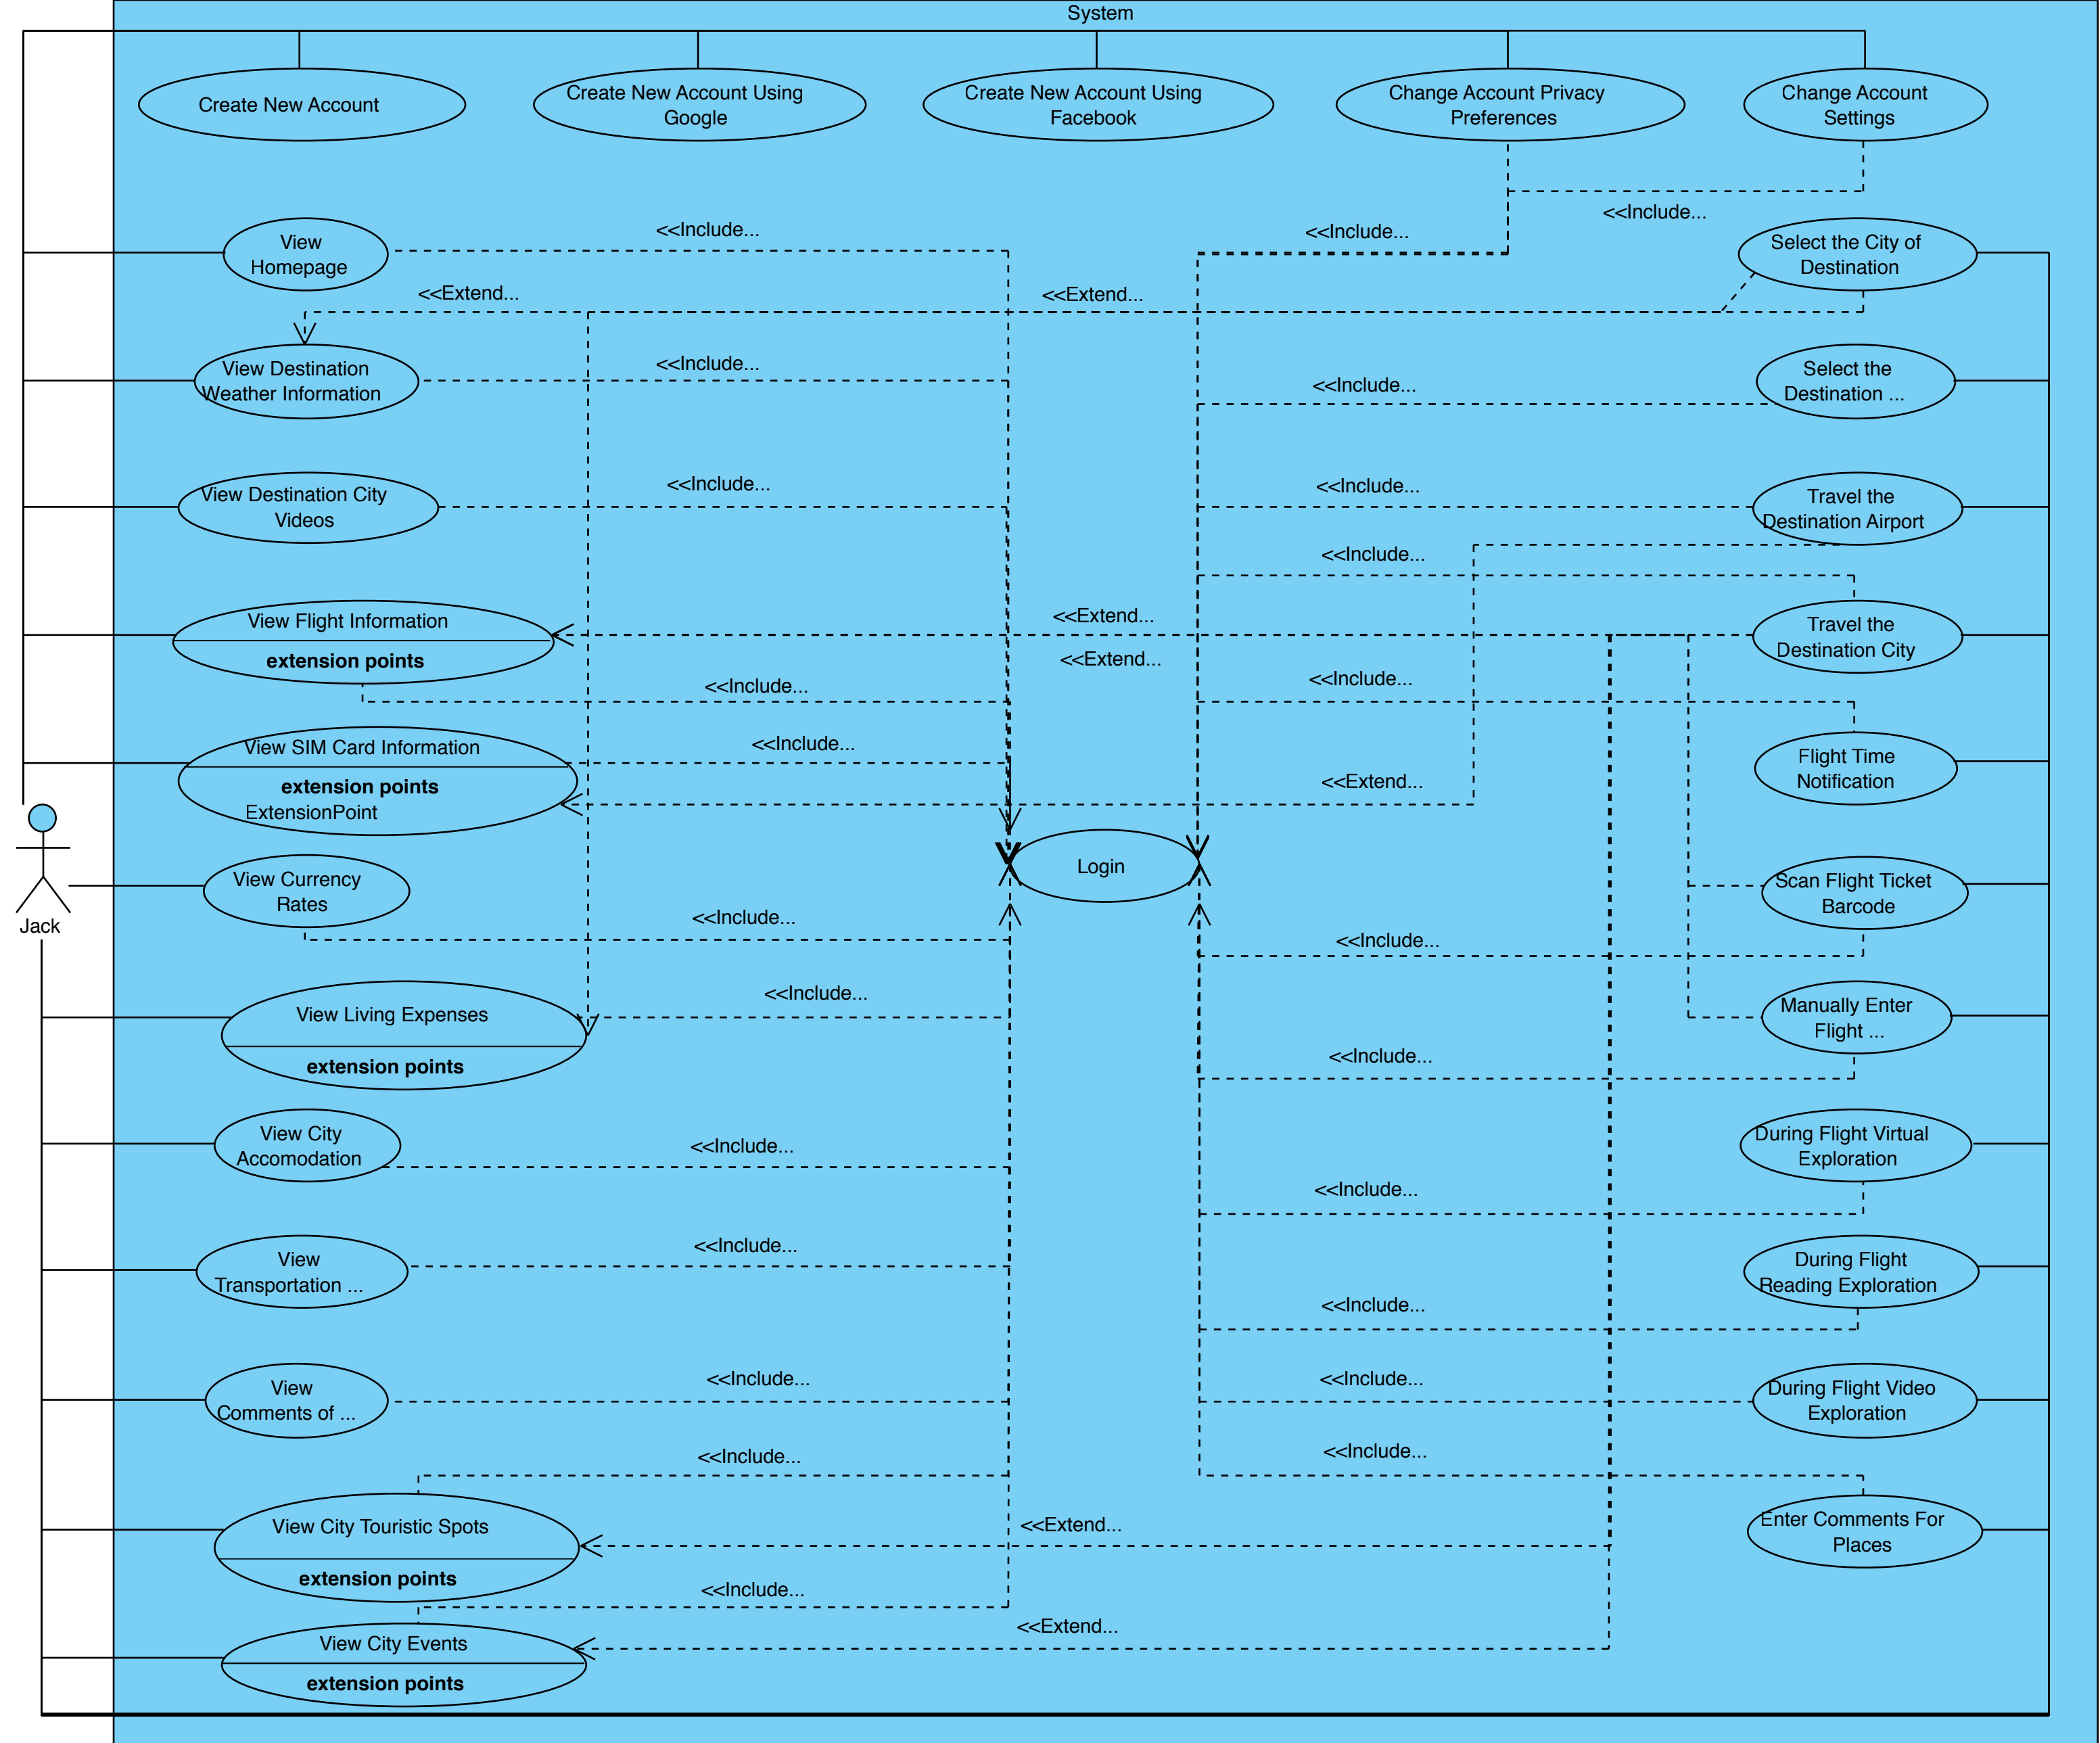 System
Create New Account
Create New Account Using
Google
Create New Account Using
Facebook
Change Account Privacy
Preferences
Change Account
Settings
<<Include...
<<Include...
<<Include...
View
Homepage
Select the City of
Destination
<<Extend...
<<Extend...
View Destination
Weather Information
<<Include...
<<Include...
Select the
Destination ...
View Destination City
Videos
<<Include...
<<Include...
Travel the
Destination Airport
<<Include...
View Flight Information
extension points
<<Extend...
<<Extend...
Travel the
Destination City
<<Include...
<<Include...
View SIM Card Information
extension points
ExtensionPoint
<<Include...
<<Extend...
Flight Time
Notification
Jack
View Currency
Rates
Login
Scan Flight Ticket
Barcode
<<Include...
<<Include...
View Living Expenses
extension points
<<Include...
Manually Enter
Flight ...
<<Include...
View City
Accomodation
<<Include...
During Flight Virtual
Exploration
<<Include...
View
Transportation ...
<<Include...
During Flight
Reading Exploration
<<Include...
View
Comments of ...
<<Include...
<<Include...
During Flight Video
Exploration
<<Include...
<<Include...
View City Touristic Spots
extension points
<<Extend...
Enter Comments For
Places
<<Include...
View City Events
extension points
<<Extend...